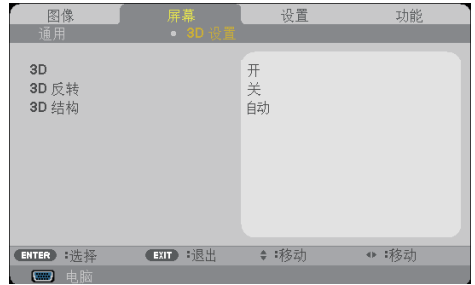 图像 屏幕 设置 功能
通用 • 3D 设置
3D 开
3D 反转 关
3D 结构 自动
ENTER :选择 EXIT :退出 :移动 :移动
电脑